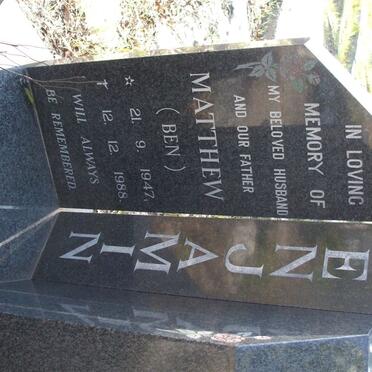 IN LOVING
MEMORY OF
MY BELOVED HUSBAND
AND OUR FATHER
MATTHEW
( BEN )
☆ 21. 9. 1947.
✝ 12. 12. 1988.
WILL ALWAYS
BE REMEMBERED.
ENJAMIN